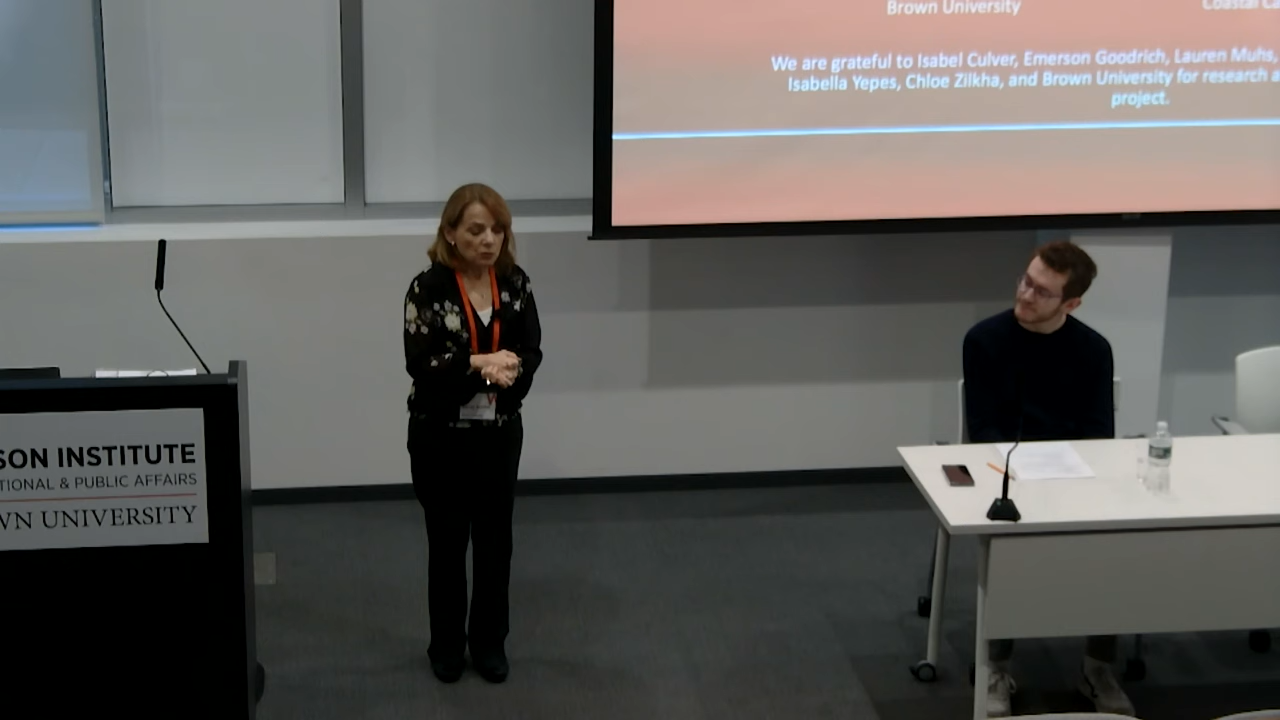 Brown University
Coastal Ca
We are grateful to Isabel Culver, Emerson Goodrich, Lauren Muhs,
Isabella Yepes, Chloe Zilkha, and Brown University for research a
project.
SON INSTITUTE
TIONAL & PUBLIC AFFAIRS
WN UNIVERSITY